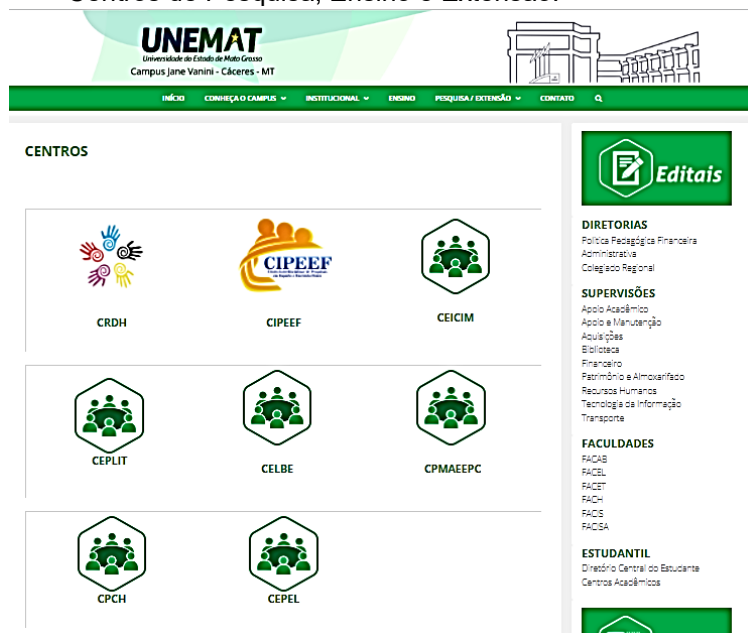 Centros de Pesquisa, Ensino e Extensão.
UNEMAT
Universidade do Estado de Mato Grosso
Campus Jane Vanini - Cáceres - MT
INÍCIO CONHEÇA O CAMPUS INSTITUCIONAL ENSINO PESQUISA / EXTENSÃO CONTATO
CENTROS
CIPEEF
CRDH
CIPEEF
CEICIM
CEPLIT
CELBE
CPMAEEPC
CPCH
CEPEL
Editais
DIRETORIAS
Política Pedagógica Financeira
Administrativa
Colegiado Regional
SUPERVISÕES
Apoio Acadêmico
Apoio e Manutenção
Aquisições
Biblioteca
Financeiro
Patrimônio e Almoxarifado
Recursos Humanos
Tecnologia da Informação
Transporte
FACULDADES
FACAB
FACEL
FACET
FACH
FACIS
FACISA
ESTUDANTIL
Diretório Central do Estudante
Centros Acadêmicos